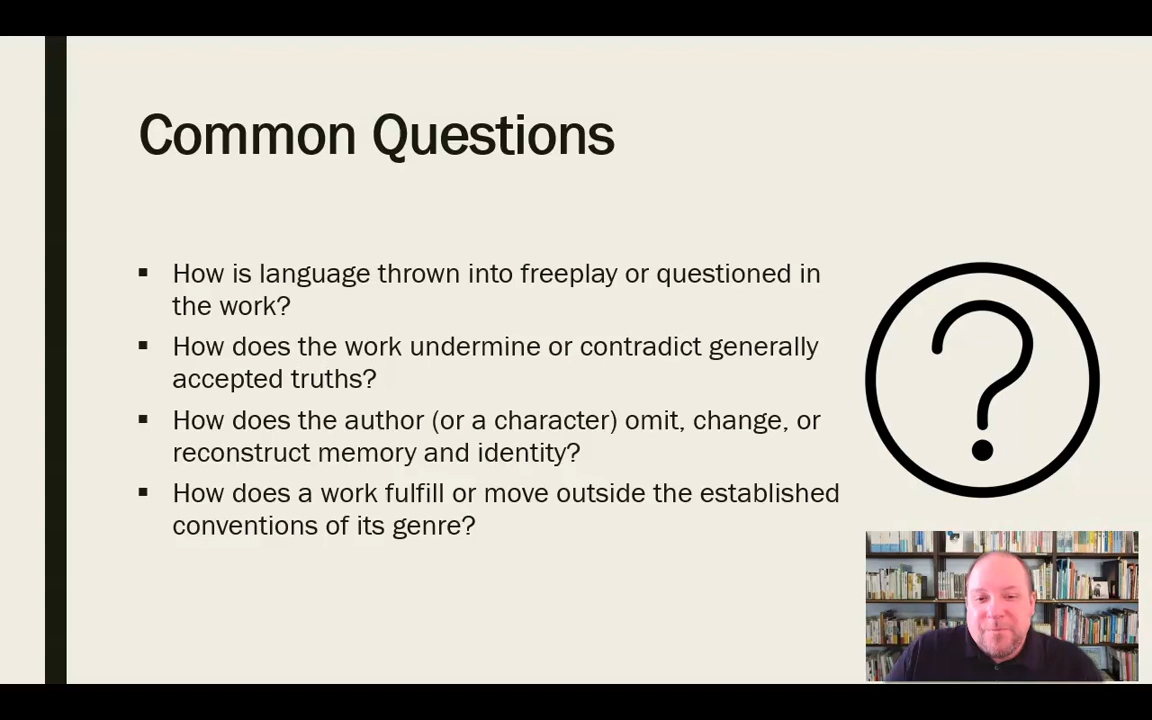 Common Questions
▪ How is language thrown into freeplay or questioned in
the work?
▪ How does the work undermine or contradict generally
accepted truths?
▪ How does the author (or a character) omit, change, or
reconstruct memory and identity?
▪ How does a work fulfill or move outside the established
conventions of its genre?